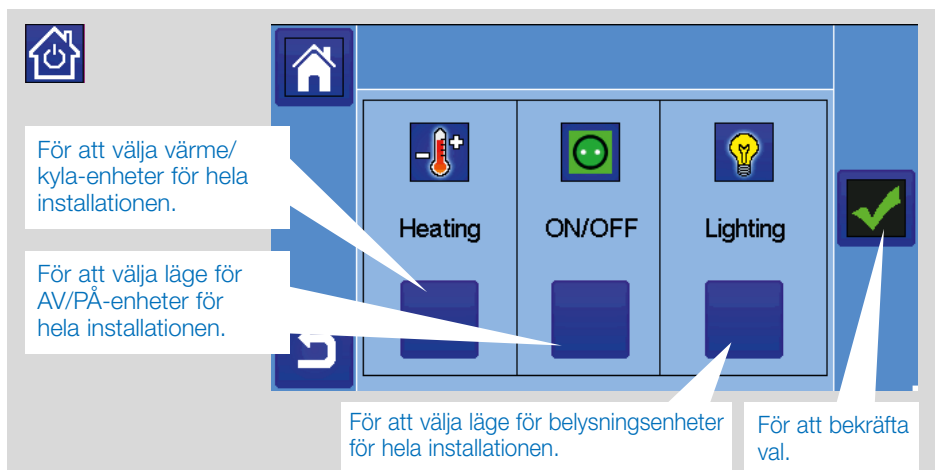 För att välja värme/
kyla-enheter för hela
installationen.
Heating
ON/OFF
Lighting
För att välja läge för
AV/PÅ-enheter för
hela installationen.
För att välja läge för belysningsenheter
för hela installationen.
För att bekräfta
val.